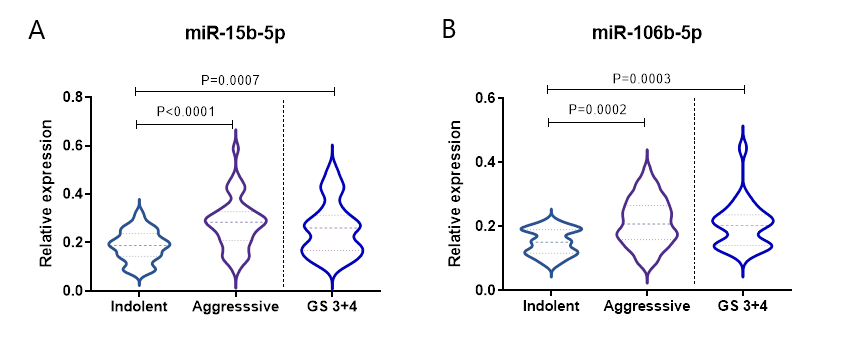 A
miR-15b-5p
P=0.0007
P<0.0001
Relative expression
0.8
0.6
0.4
0.2
0.0
Indolent
Aggresssive
GS 3+4
B
miR-106b-5p
P=0.0003
P=0.0002
Relative expression
0.6
0.4
0.2
0.0
Indolent
Aggresssive
GS 3+4